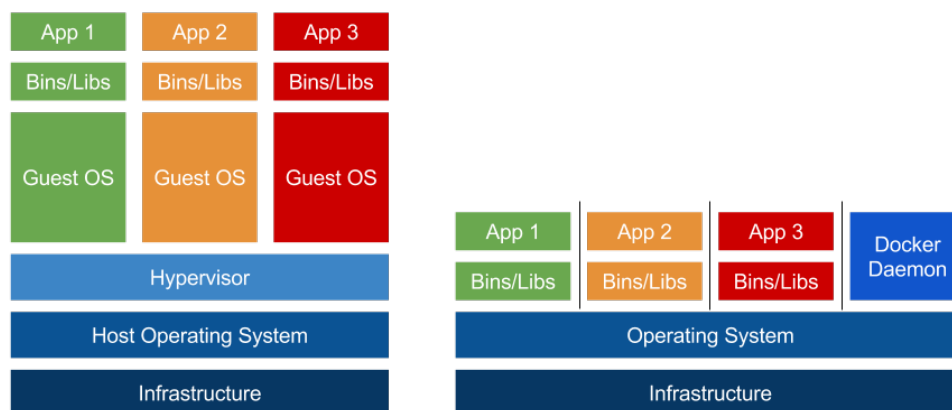 App 1
App 2
App 3
Bins/Libs
Bins/Libs
Bins/Libs
Guest OS
Guest OS
Guest OS
Hypervisor
Host Operating System
Infrastructure
App 1
App 2
App 3
Docker
Daemon
Bins/Libs
Bins/Libs
Bins/Libs
Operating System
Infrastructure